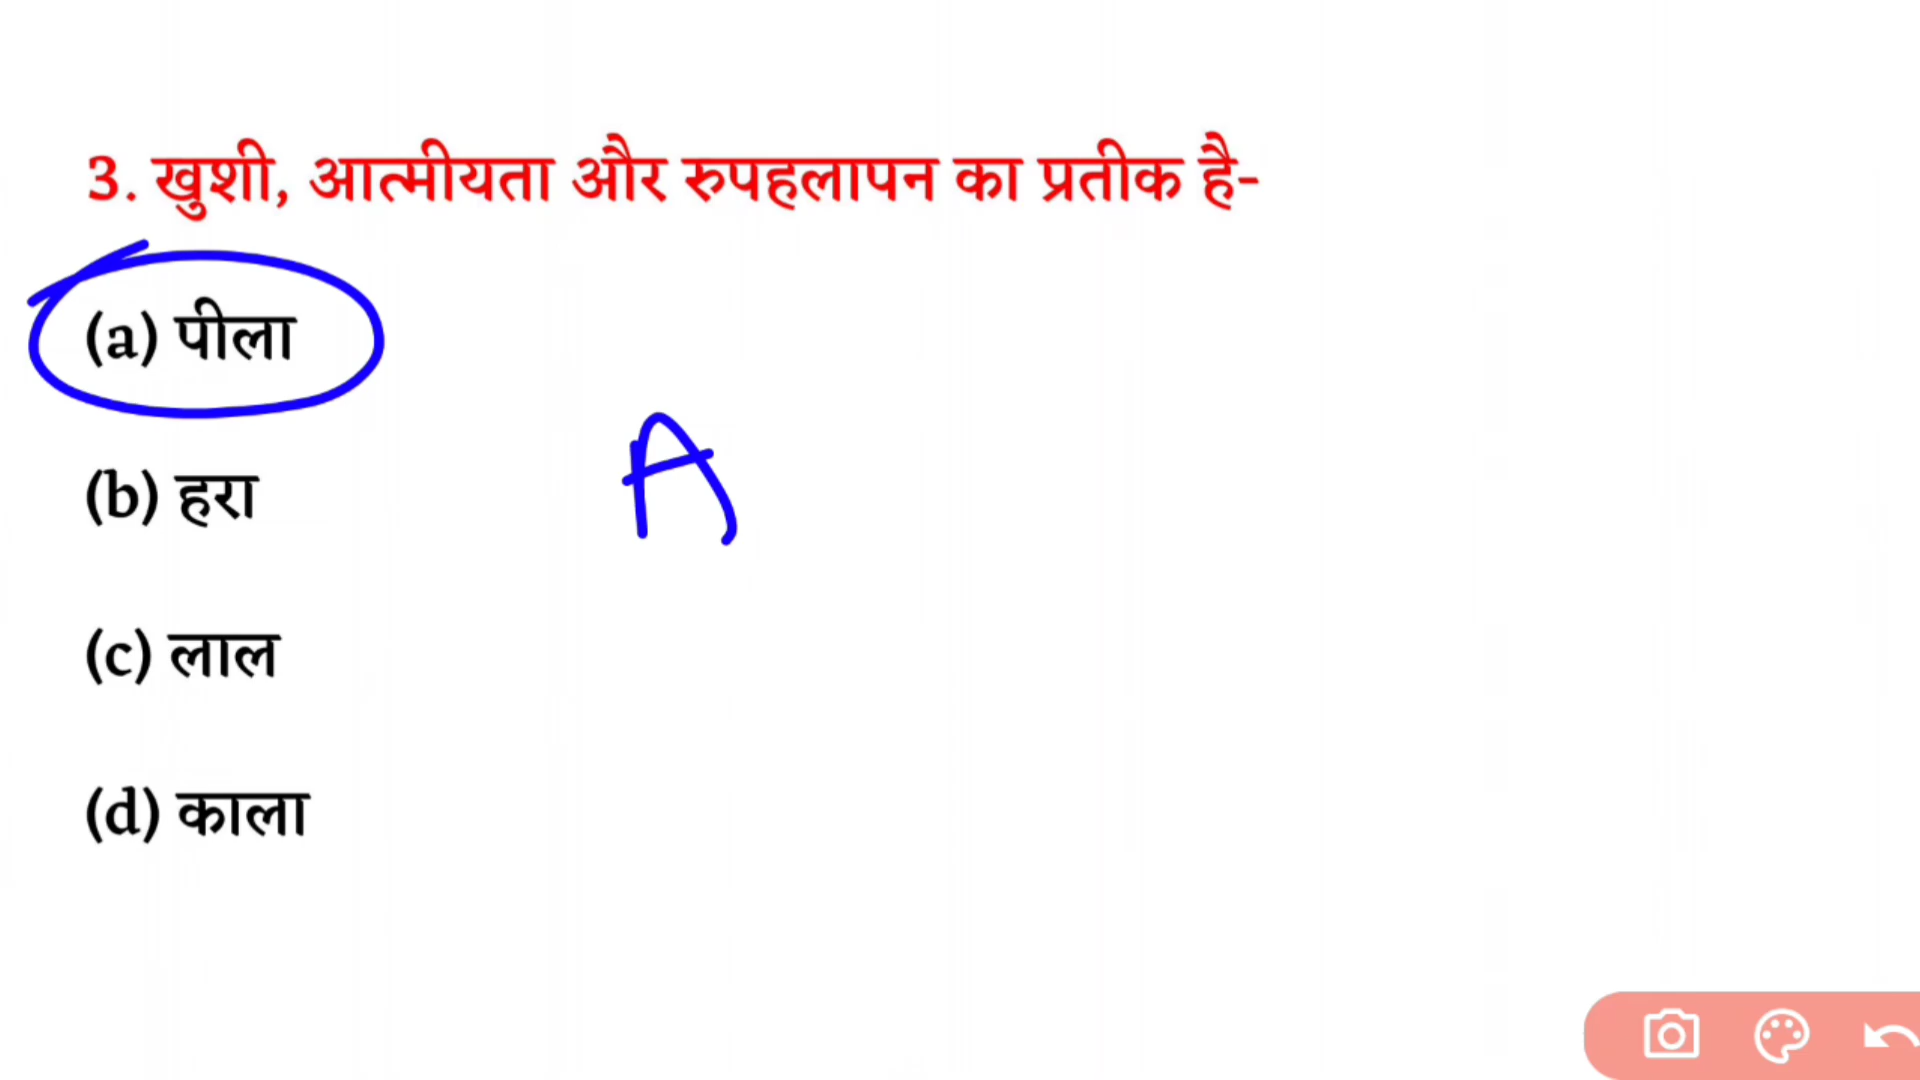 3. खुशी, आत्मीयता और रुपहलापन का प्रतीक है-
(a) पीला
(b) हरा
A
(c) लाल
(d) काला